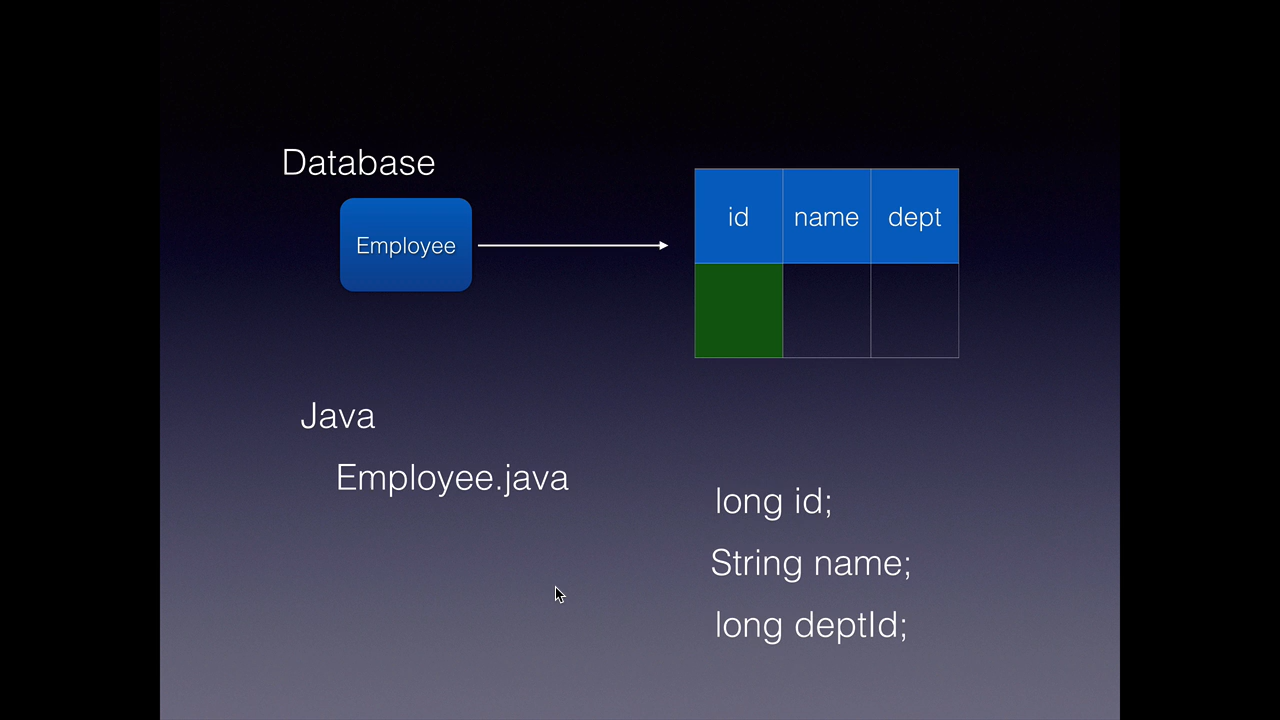 Database
Employee
id name dept
Java
Employee.java
long id;
String name;
long deptId;